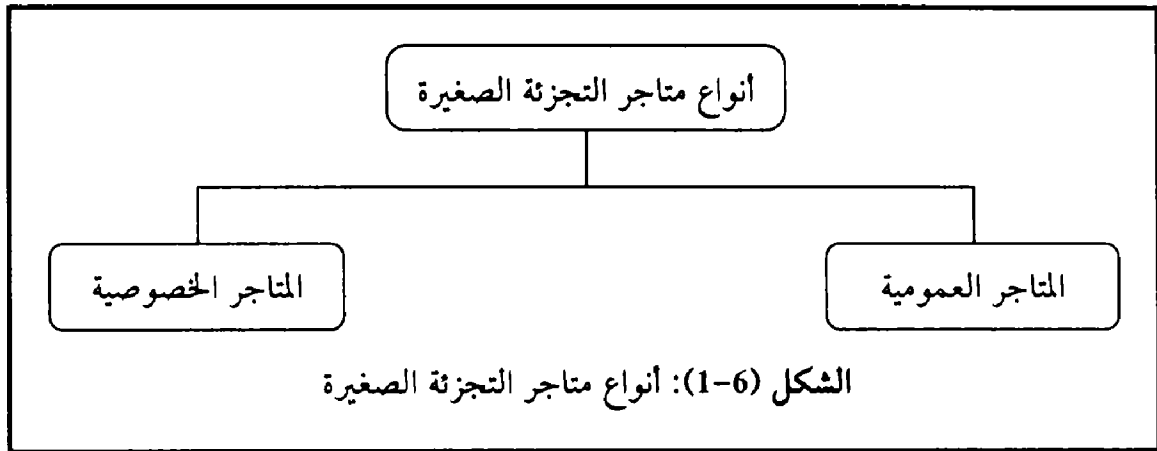 أنواع متاجر التجزئة الصغيرة
المتاجر العمومية
المتاجر الخصوصية
الشكل (6-1): أنواع متاجر التجزئة الصغيرة